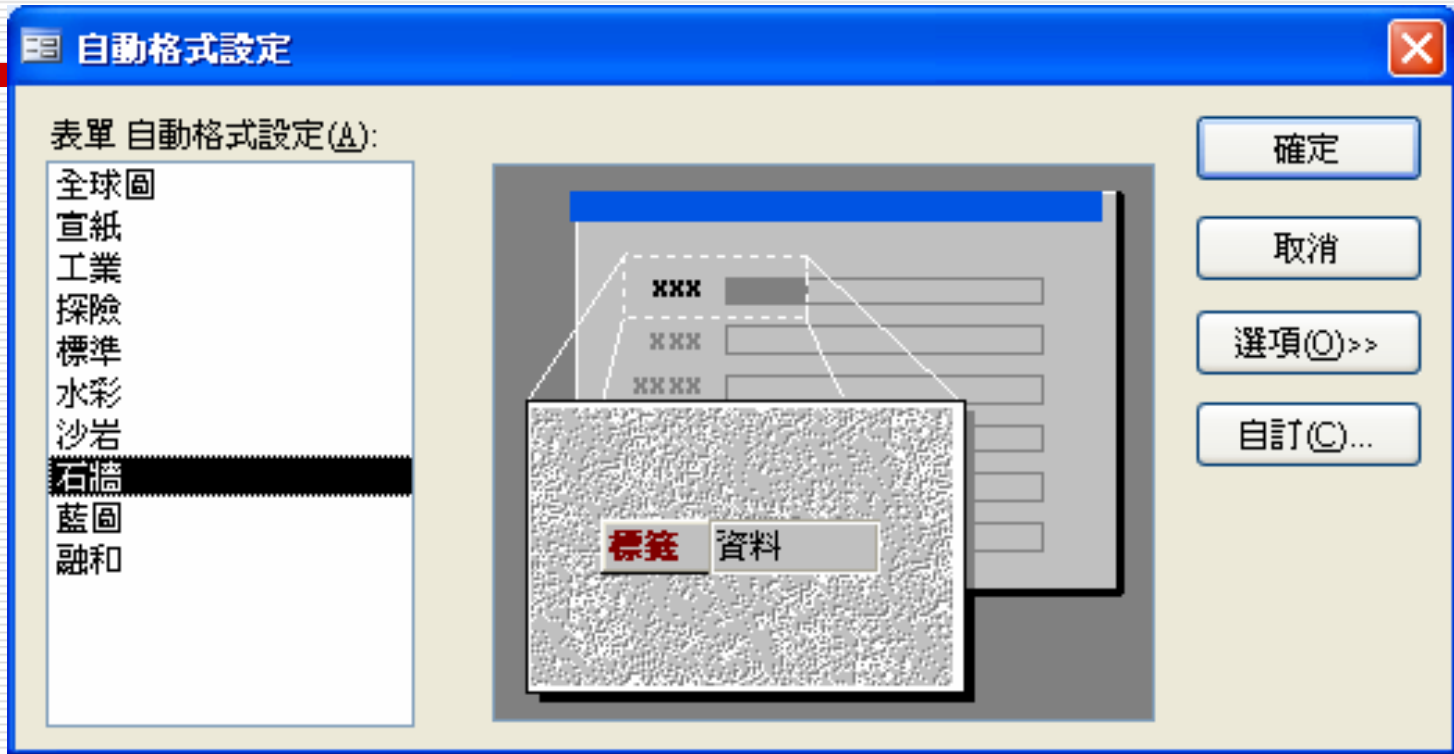 自動格式設定
表單 自動格式設定(A):
全球圖
宣紙
工業
探險
標準
水彩
沙岩
石牆
藍圖
融和
xxx
xxx
xxxx
標籤 資料
確定
取消
選項(O)>>
自訂(C)...